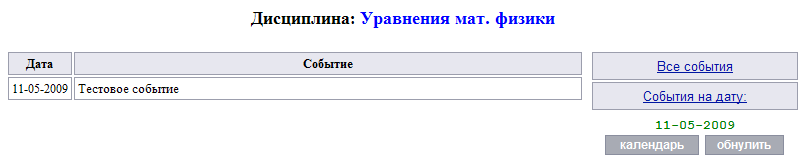 Дисциплина: Уравнения мат. физики
Дата Событие
11-05-2009 Тестовое событие
Все события
События на дату:
11-05-2009
календарь обнулить